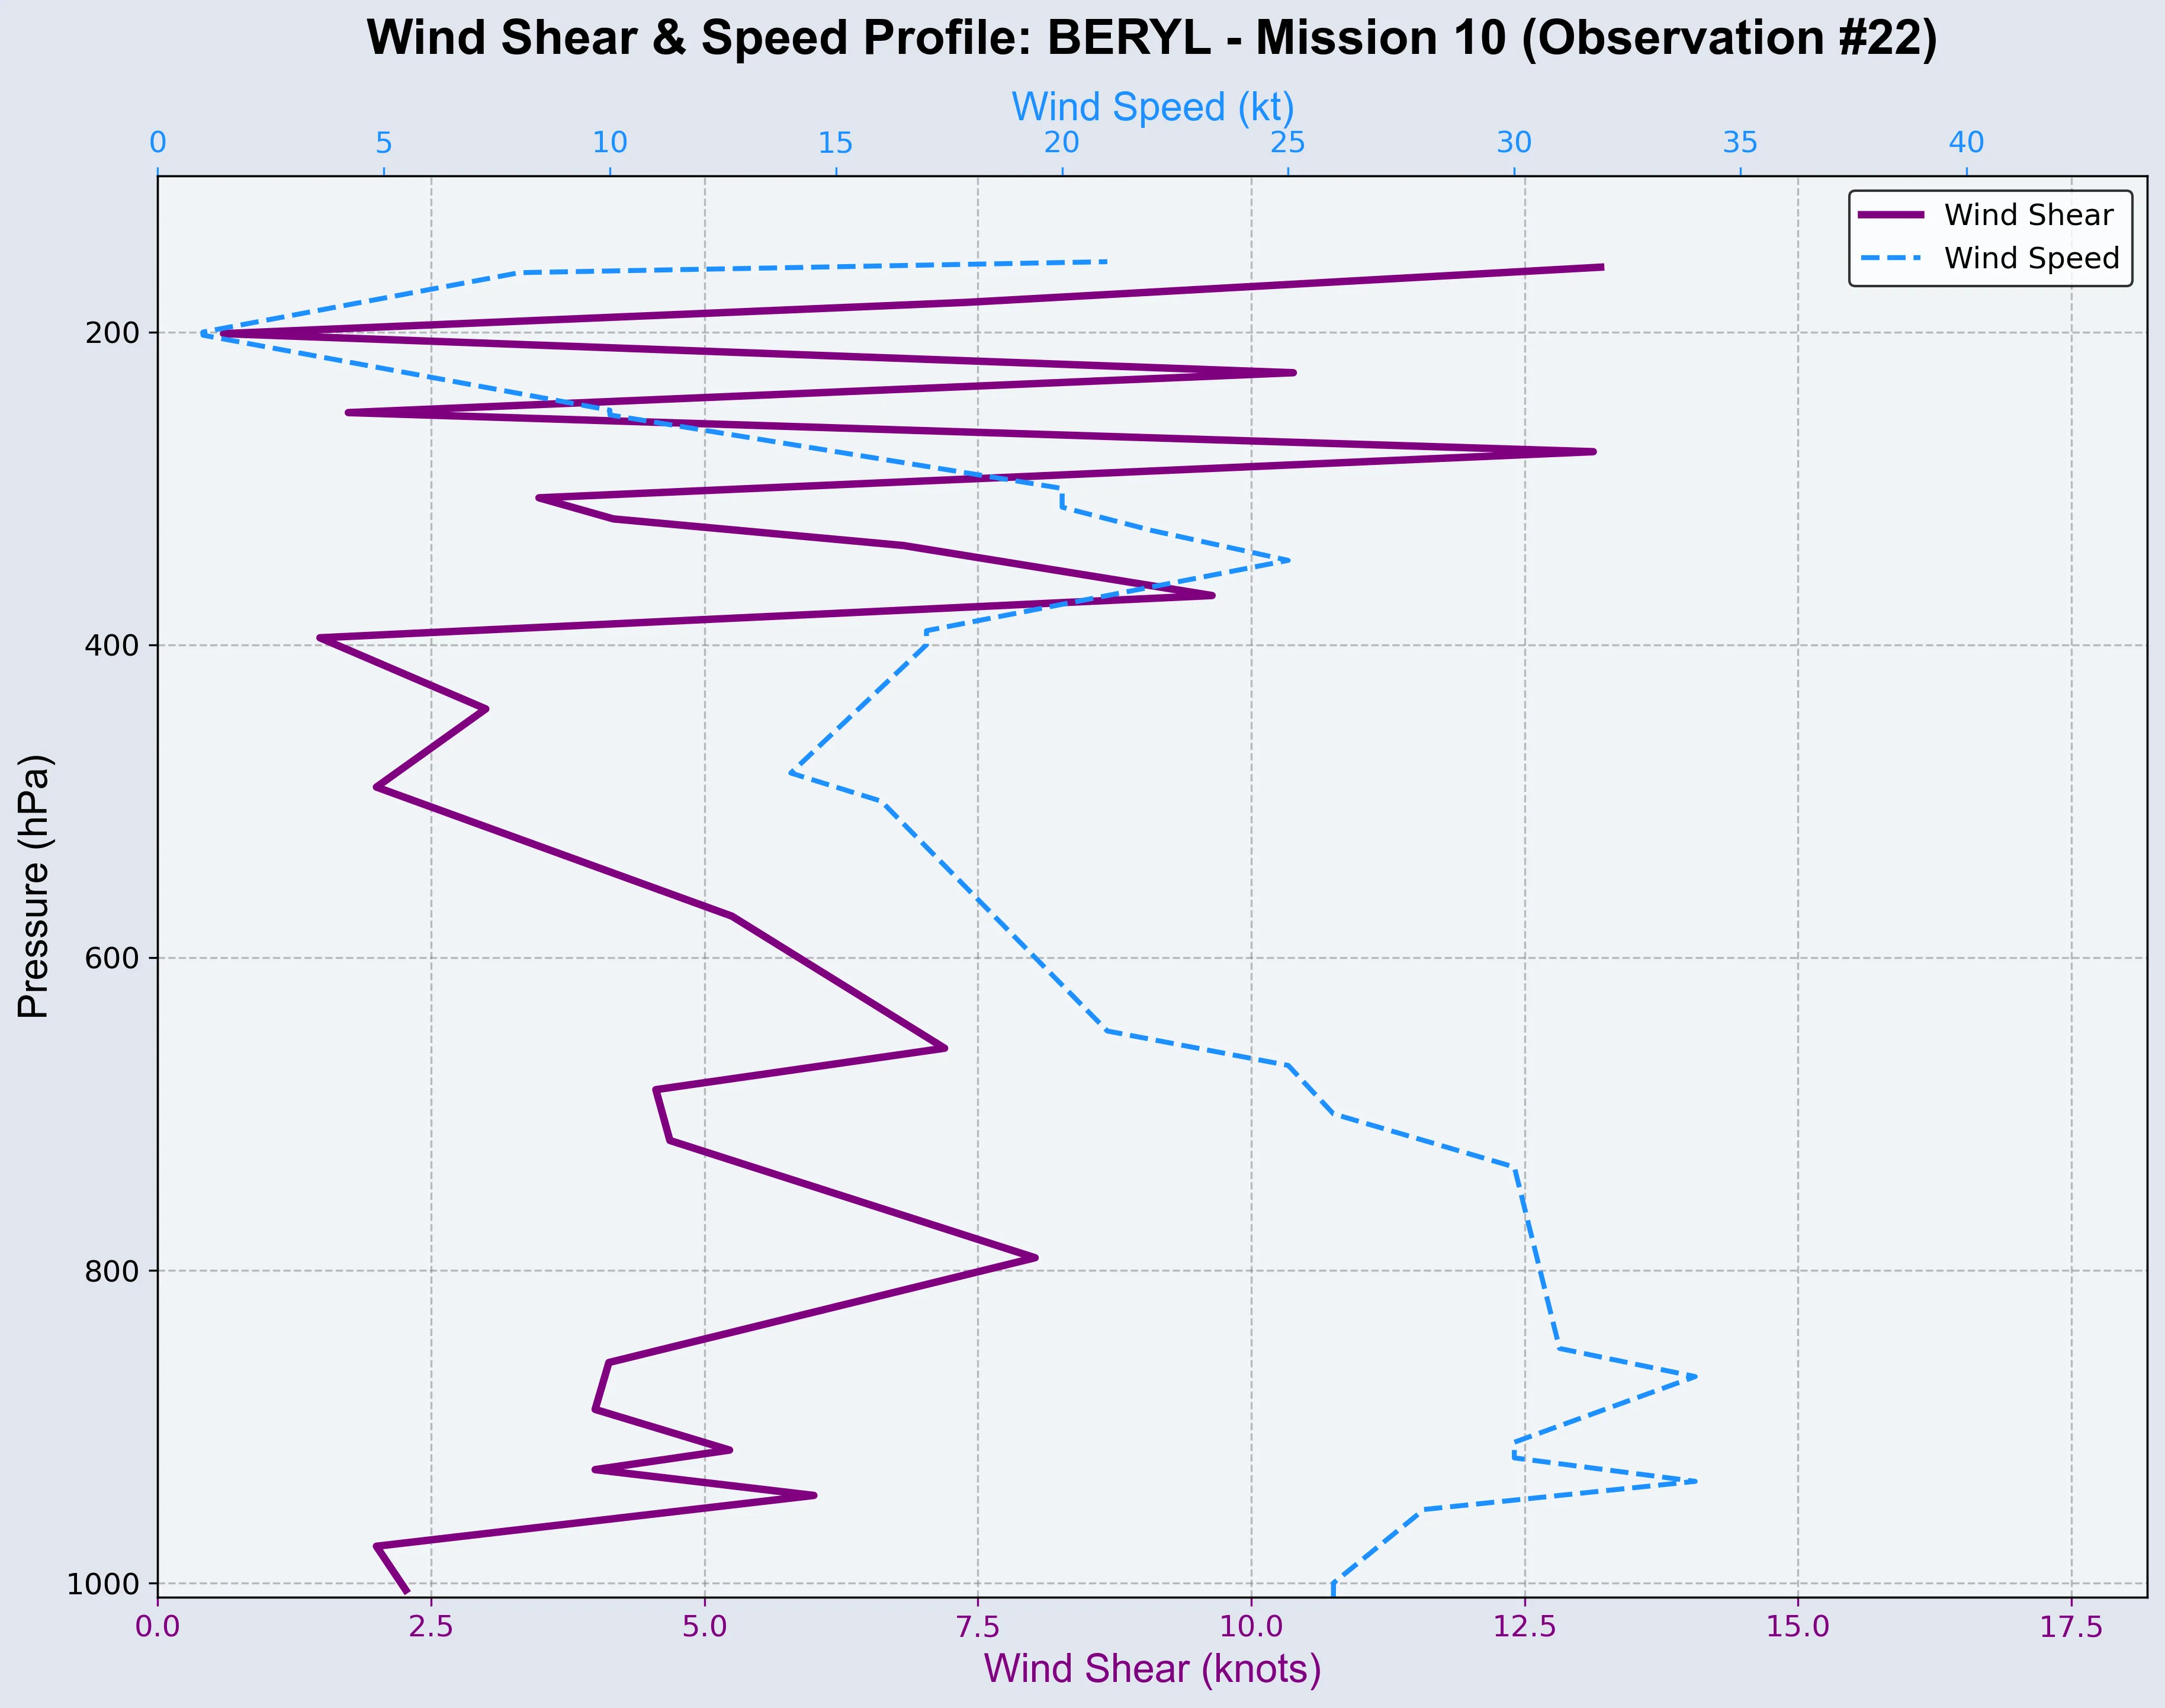 Wind Shear & Speed Profile: BERYL - Mission 10 (Observation #22)
Wind Speed (kt)
0 5 10 15 20 25 30 35 40
Wind Shear
Wind Speed
Pressure (hPa)
200
400
600
800
1000
0.0 2.5 5.0 7.5 10.0 12.5 15.0 17.5
Wind Shear (knots)